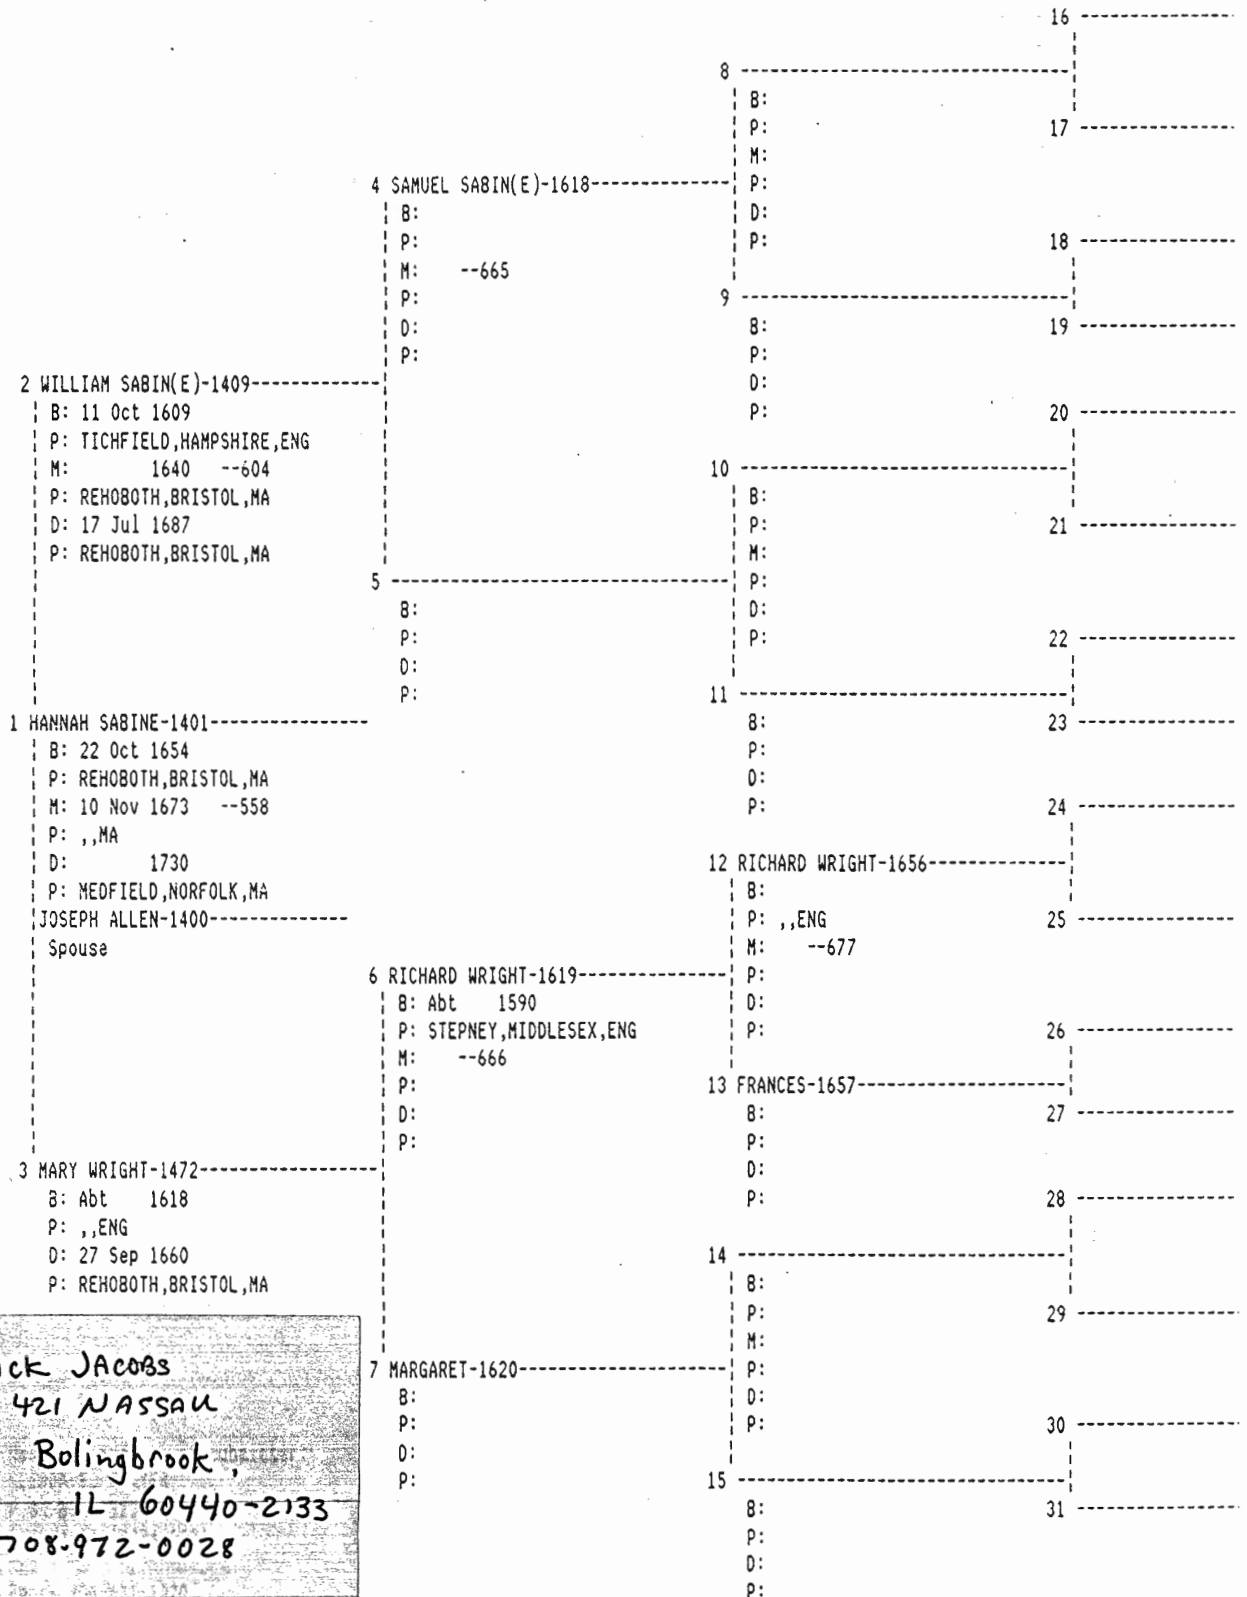 16
8
B:
P:
17
M:
4 SAMUEL SABIN(E)-1618
P:
B:
D:
P:
P:
18
M: --665
P:
9
D:
B:
19
P:
P:
2 WILLIAM SABIN(E)-1409
D:
B: 11 Oct 1609
P:
20
P: TICHFIELD,HAMPSHIRE,ENG
M: 1640 --604
10
P: REHOBOTH,BRISTOL,MA
B:
D: 17 Jul 1687
P:
21
P: REHOBOTH,BRISTOL,MA
M:
5
P:
B:
D:
P:
P:
22
D:
P:
11
1 HANNAH SABINE-1401
B:
23
B: 22 Oct 1654
P:
P: REHOBOTH,BRISTOL,MA
D:
M: 10 Nov 1673 --558
P:
24
P: ,,MA
D: 1730
12 RICHARD WRIGHT-1656
P: MEDFIELD,NORFOLK,MA
B:
JOSEPH ALLEN-1400
P: ,,ENG
25
Spouse
M: --677
6 RICHARD WRIGHT-1619
P:
B: Abt 1590
D:
P: STEPNEY,MIDDLESEX,ENG
P:
26
M: --666
P:
13 FRANCES-1657
D:
B:
27
P:
P:
3 MARY WRIGHT-1472
D:
B: Abt 1618
P:
28
P: ,,ENG
D: 27 Sep 1660
14
P: REHOBOTH,BRISTOL,MA
B:
P:
29
M:
7 MARGARET-1620
P:
B:
D:
P:
P:
30
D:
P:
15
B:
31
P:
D:
P:
JACOBS
421 NASSAU
Bolingbrook,
IL 60440-2133
708-972-0028